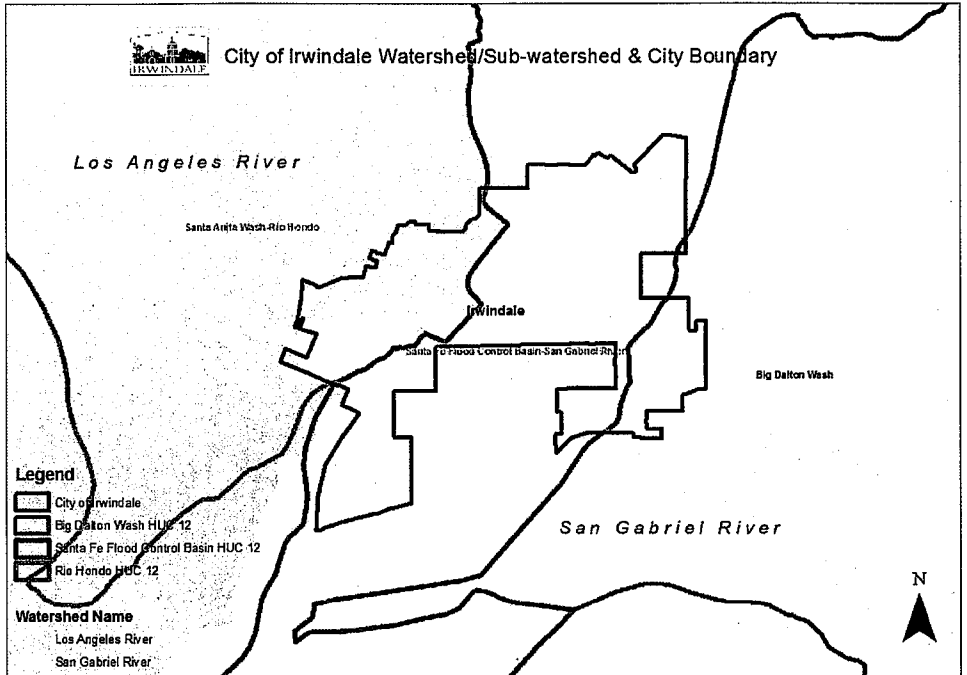 IRWINDALE
City of Irwindale Watershed/Sub-watershed & City Boundary
Los Angeles River
Santa Anita Wash-Rio Hondo
Irwindale
Santa Fe Flood Control Basin-San Gabriel River
Big Dalton Wash
San Gabriel River
Legend
City of Irwindale
Big Dalton Wash HUC 12
Santa Fe Flood Control Basin HUC 12
Rio Hondo HUC 12
Watershed Name
Los Angeles River
San Gabriel River
N